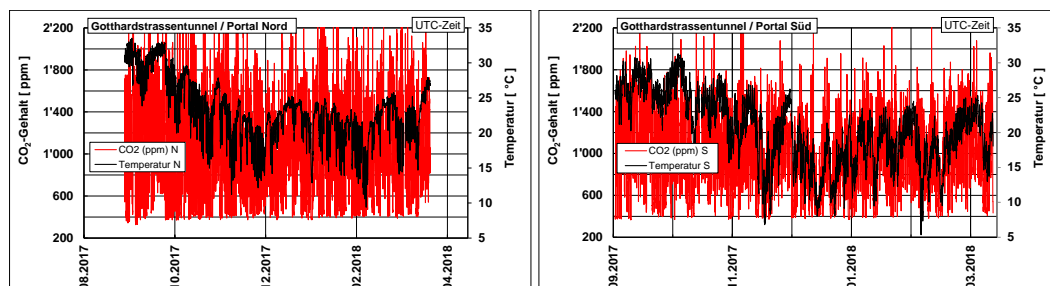 Gotthardstrassentunnel / Portal Nord
UTC-Zeit
CO2-Gehalt [ ppm ]
2'200
1'800
1'400
1'000
600
200
CO2 (ppm) N
Temperatur N
35
30
25
20
15
10
5
Temperatur [ °C ]
08.2017
10.2017
12.2017
02.2018
04.2018
Gotthardstrassentunnel / Portal Süd
UTC-Zeit
CO2-Gehalt [ ppm ]
2'200
1'800
1'400
1'000
600
200
CO2 (ppm) S
Temperatur S
35
30
25
20
15
10
5
Temperatur [ °C ]
09.2017
11.2017
01.2018
03.2018